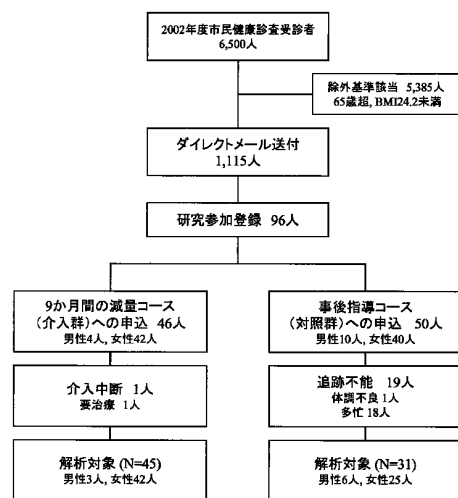 2002年度市民健康診査受診者
6,500人
除外基準該当 5,385人
65歳超, BMI24.2未満
ダイレクトメール送付
1,115人
研究参加登録 96人
9か月間の減量コース
(介入群)への申込 46人
男性4人, 女性42人
事後指導コース
(対照群)への申込 50人
男性10人, 女性40人
介入中断 1人
要治療 1人
追跡不能 19人
体調不良 1人
多忙 18人
解析対象 (N=45)
男性3人, 女性42人
解析対象 (N=31)
男性6人, 女性25人